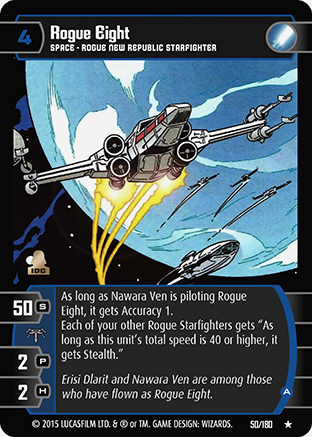 4
Rogue Eight
SPACE - ROGUE NEW REPUBLIC STARFIGHTER
IDC
50 S
As long as Nawara Ven is piloting Rogue
Eight, it gets Accuracy 1.
Each of your other Rogue Starfighters gets "As
long as this unit's total speed is 40 or higher, it
gets Stealth."
2 P
2 H
Erisi Dlarit and Nawara Ven are among those
who have flown as Rogue Eight.
A
© 2015 LUCASFILM LTD. & ® or TM. GAME DESIGN: WIZARDS.
50/180